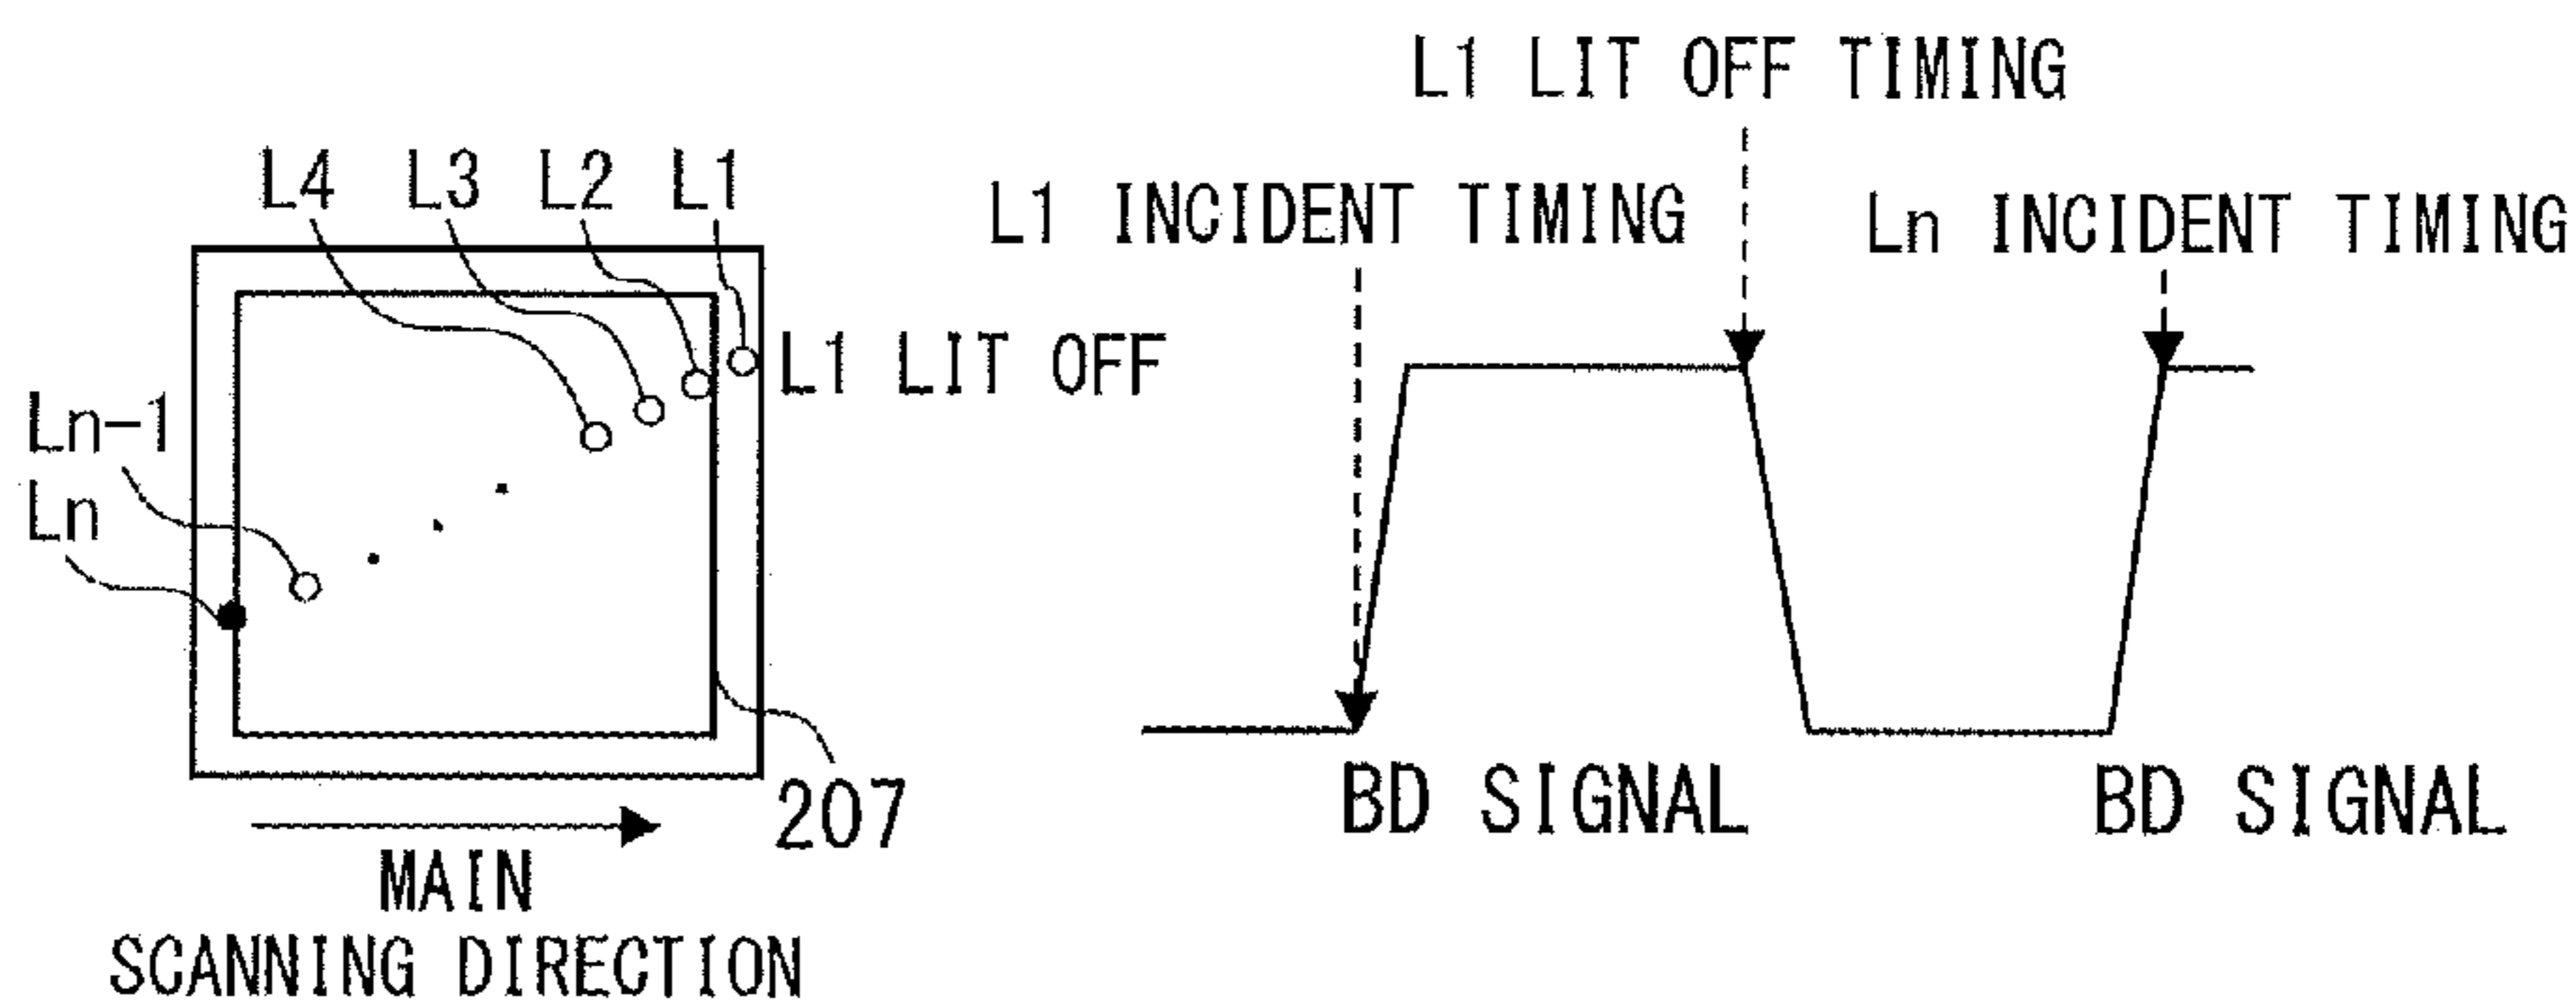 L1 LIT OFF TIMING
L4 L3 L2 L1
L1 INCIDENT TIMING
Ln INCIDENT TIMING
L1 LIT OFF
Ln-1
Ln
207
BD SIGNAL
BD SIGNAL
MAIN
SCANNING DIRECTION